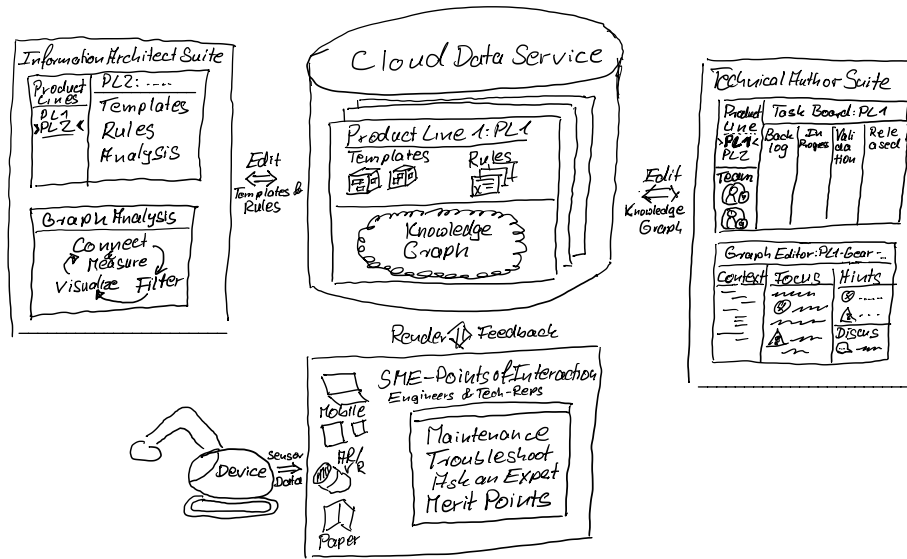 Information Architect Suite
Product
Lines
PL1
>PL2<
PL2: .....
Templates
Rules
Analysis
Graph Analysis
Connect
Measure
Visualize
Filter
Edit
Templates &
Rules
Cloud Data Service
Product Line 1: PL1
Templates
Rules
Knowledge
Graph
Edit
Knowledge
Graph
Technical Author Suite
Product
Line
>PL1<
PL2
Team
Task Board: PL1
Back
log
In
Progres
Vali
da
tion
Rele
ased
Graph Editor: PL1-Gear-..
Context
Focus
Hints
Discus
Render
Feedback
SME-Points of Interaction
Engineers & Tech-Reps
Mobile
AR/
VR
Paper
Maintenance
Troubleshoot
Ask an Expert
Merit Points
Device
Sensor
Data